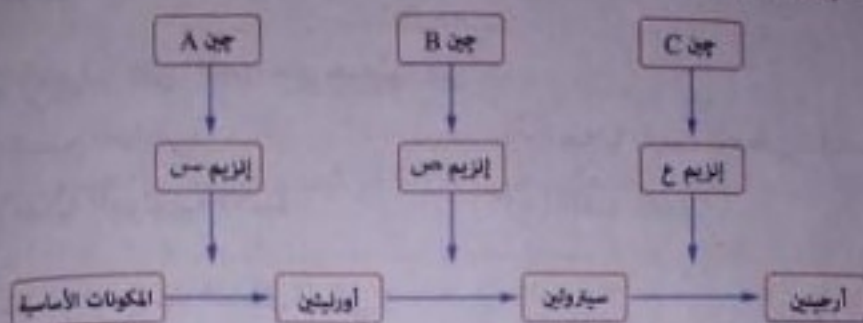 جين A
جين B
جين C
إنزيم س
إنزيم ص
إنزيم ع
المكونات الأساسية
أورنيثين
سيترولين
أرجينين